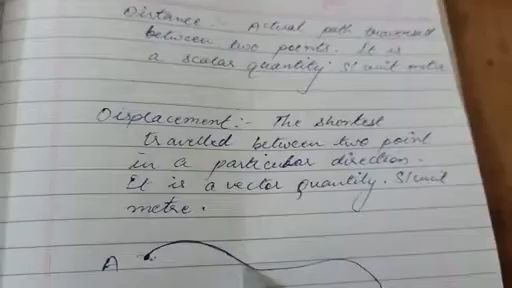 Distance :- Actual path traversed
between two points. It is
a scalar quantity SI unit metre
Displacement :- The shortest
travelled between two point
in a particular direction.
It is a vector quantity. SI unit
metre.
A